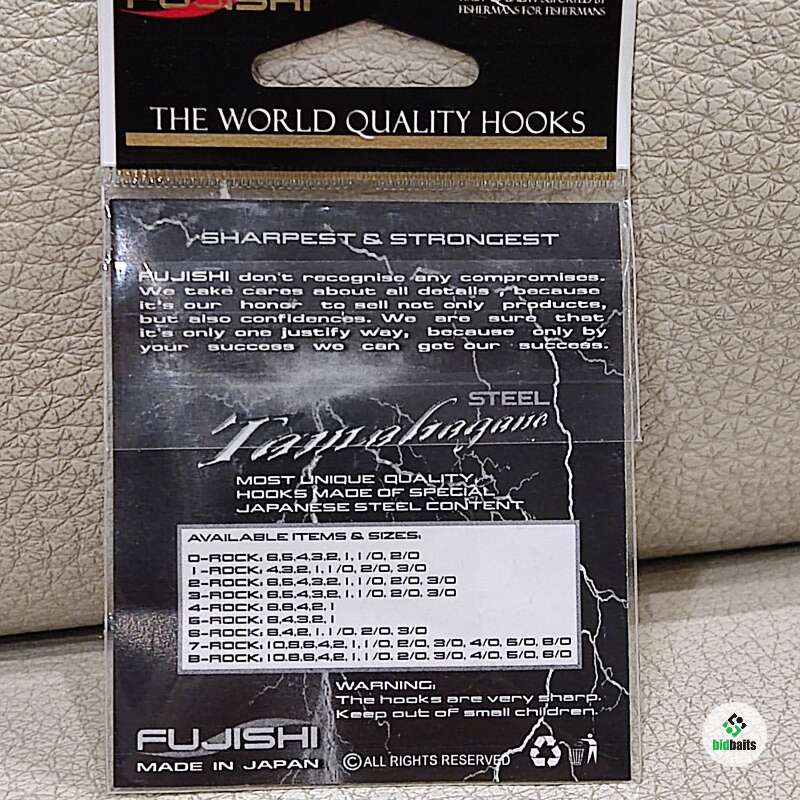 FUJISHI
FISHERMANS FOR FISHERMANS
THE WORLD QUALITY HOOKS
SHARPEST & STRONGEST
FUJISHI don't recognise any compromises.
We take cares about all details , because
it's our honor to sell not only products,
but also confidences. We are sure that
it's only one justify way, because only by
your success we can got our success.
STEEL
Tamahagane
MOST UNIQUE QUALITY,
HOOKS MADE OF SPECIAL
JAPANESE STEEL CONTENT
AVAILABLE ITEMS & SIZES:
0-ROCK: 6,5,4,3,2,1,1/0, 2/0
1-ROCK: 4,3,2,1,1/0, 2/0, 3/0
2-ROCK: 6,5,4,3,2,1,1/0, 2/0, 3/0
3-ROCK: 6,5,4,3,2,1,1/0, 2/0, 3/0
4-ROCK: 8,6,4,2,1
5-ROCK: 6,4,3,2,1
6-ROCK: 6,4,2,1,1/0, 2/0, 3/0
7-ROCK: 10,8,6,4,2,1,1/0, 2/0, 3/0, 4/0, 5/0, 6/0
8-ROCK: 10,8,6,4,2,1,1/0, 2/0, 3/0, 4/0, 5/0, 6/0
WARNING:
The hooks are very sharp.
Keep out of small children.
FUJISHI
MADE IN JAPAN
© ALL RIGHTS RESERVED
bidbaits